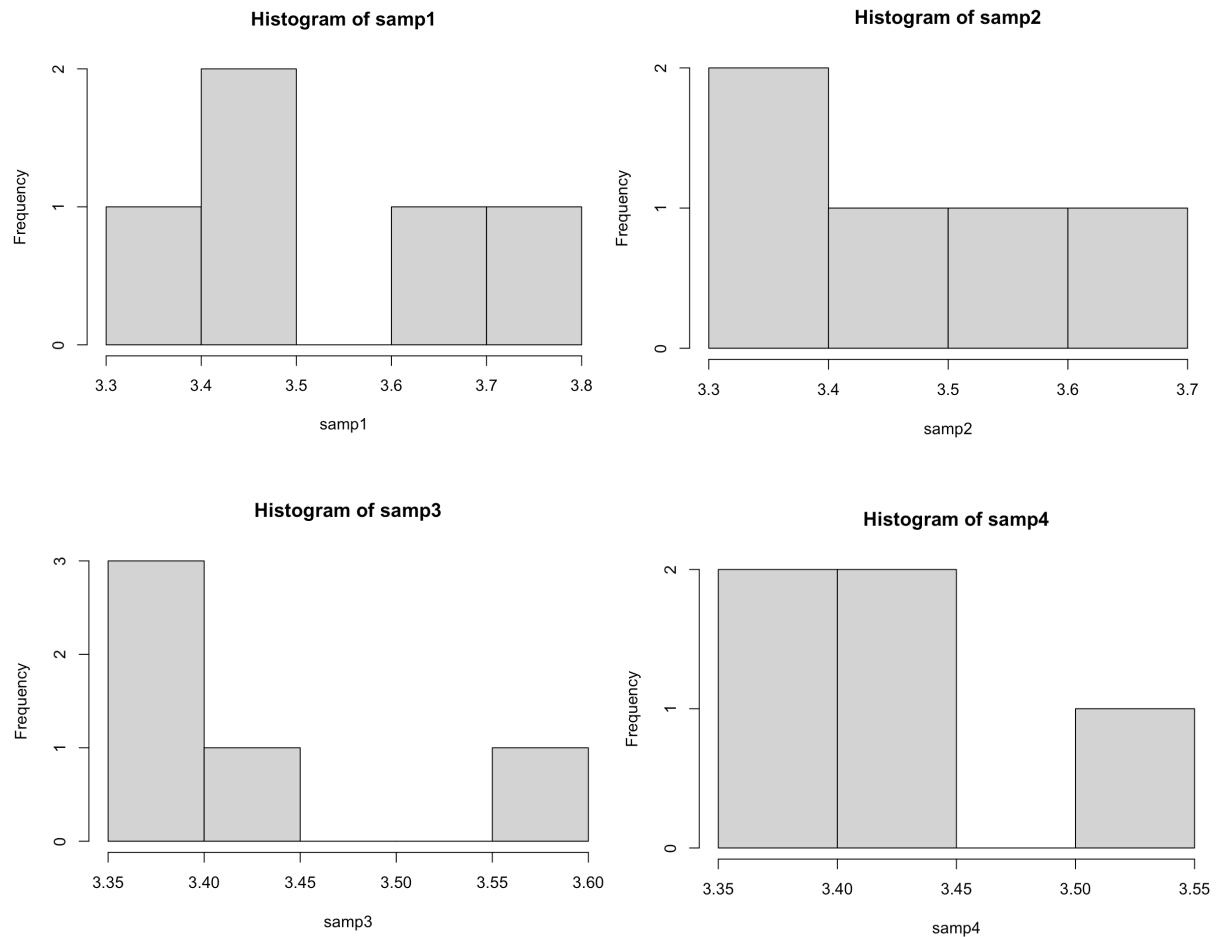 Histogram of samp1
Frequency
2
1
0
3.3 3.4 3.5 3.6 3.7 3.8
samp1
Histogram of samp2
Frequency
2
1
0
3.3 3.4 3.5 3.6 3.7
samp2
Histogram of samp3
Frequency
3
2
1
0
3.35 3.40 3.45 3.50 3.55 3.60
samp3
Histogram of samp4
Frequency
2
1
0
3.35 3.40 3.45 3.50 3.55
samp4